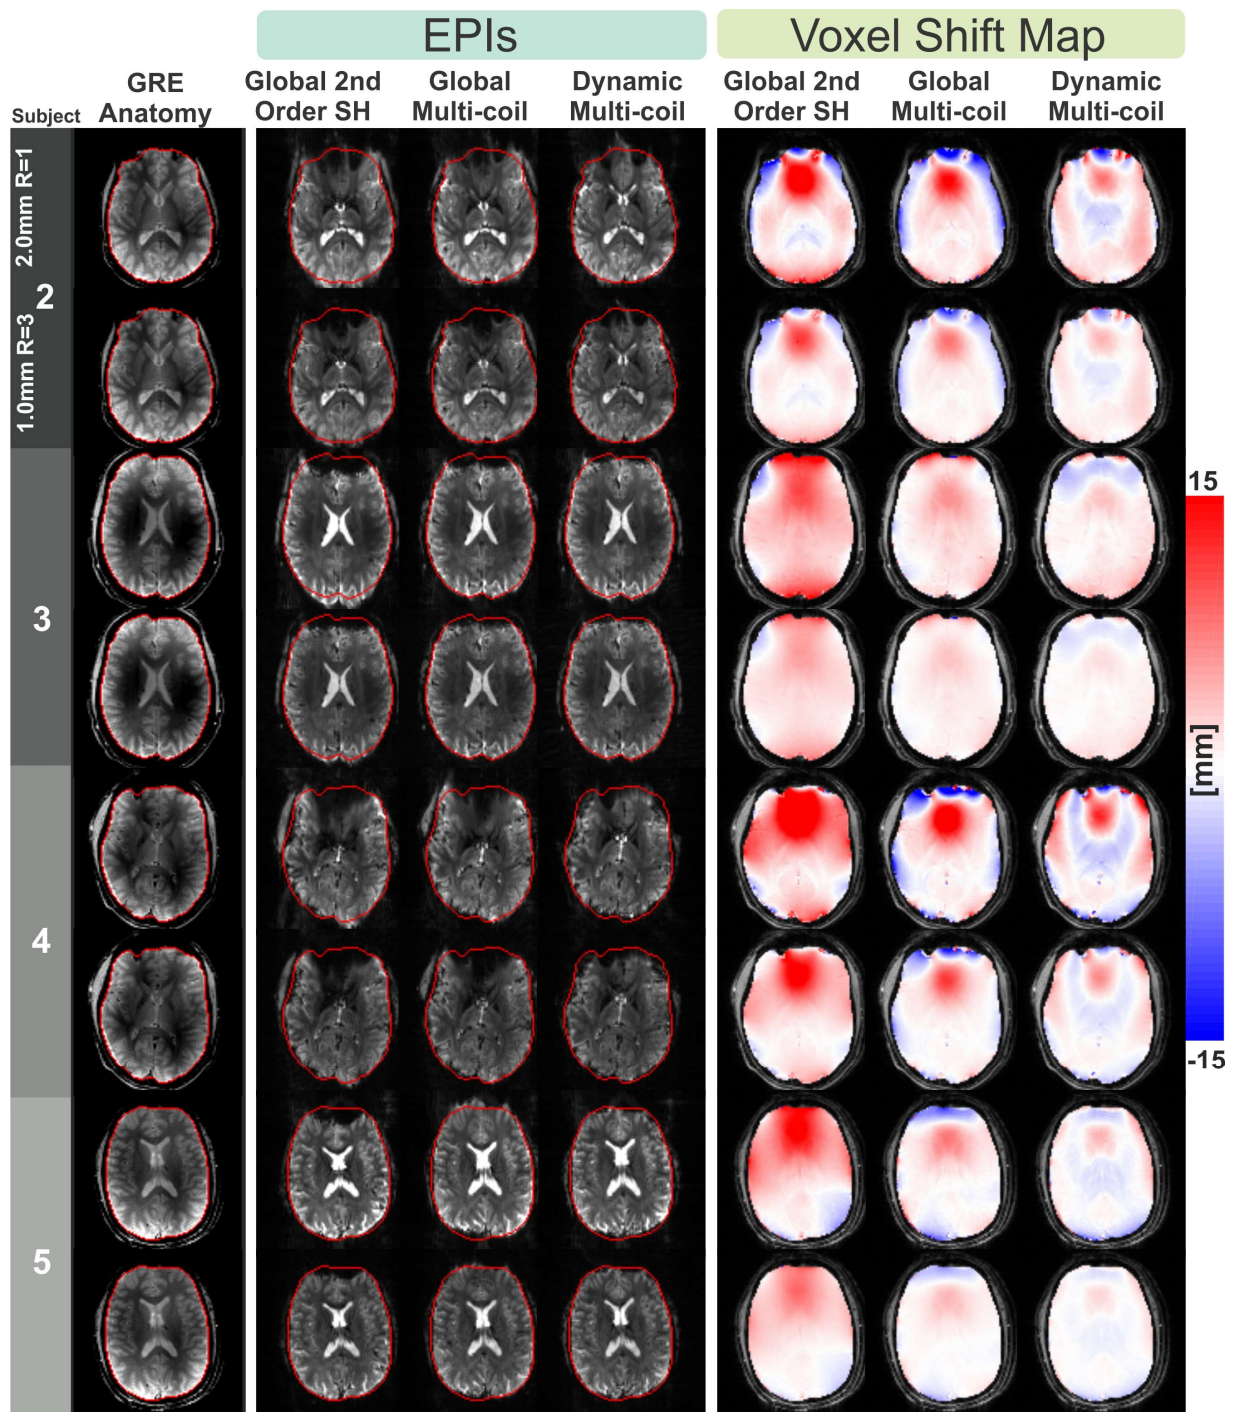 EPIs
Voxel Shift Map
GRE Anatomy
Global 2nd Order SH
Global Multi-coil
Dynamic Multi-coil
Global 2nd Order SH
Global Multi-coil
Dynamic Multi-coil
Subject
2.0mm R=1
2
1.0mm R=3
3
4
5
15
[mm]
-15